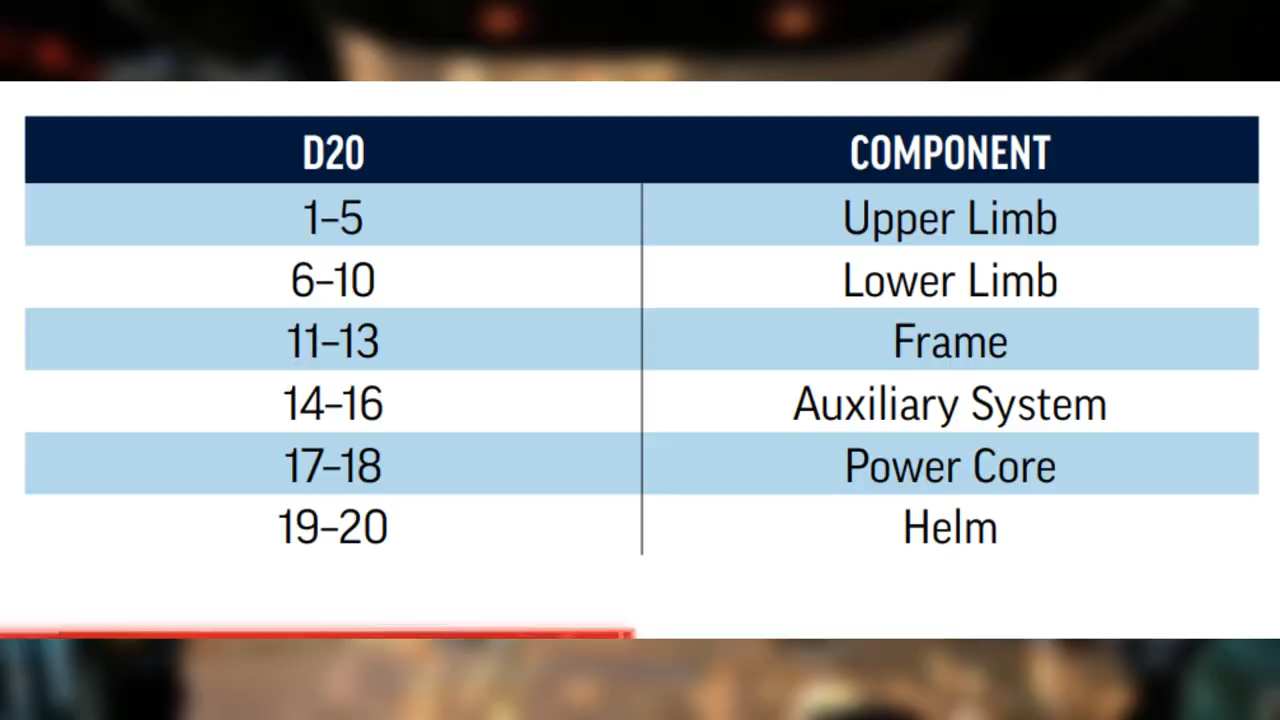 D20 COMPONENT
1–5 Upper Limb
6–10 Lower Limb
11–13 Frame
14–16 Auxiliary System
17–18 Power Core
19–20 Helm